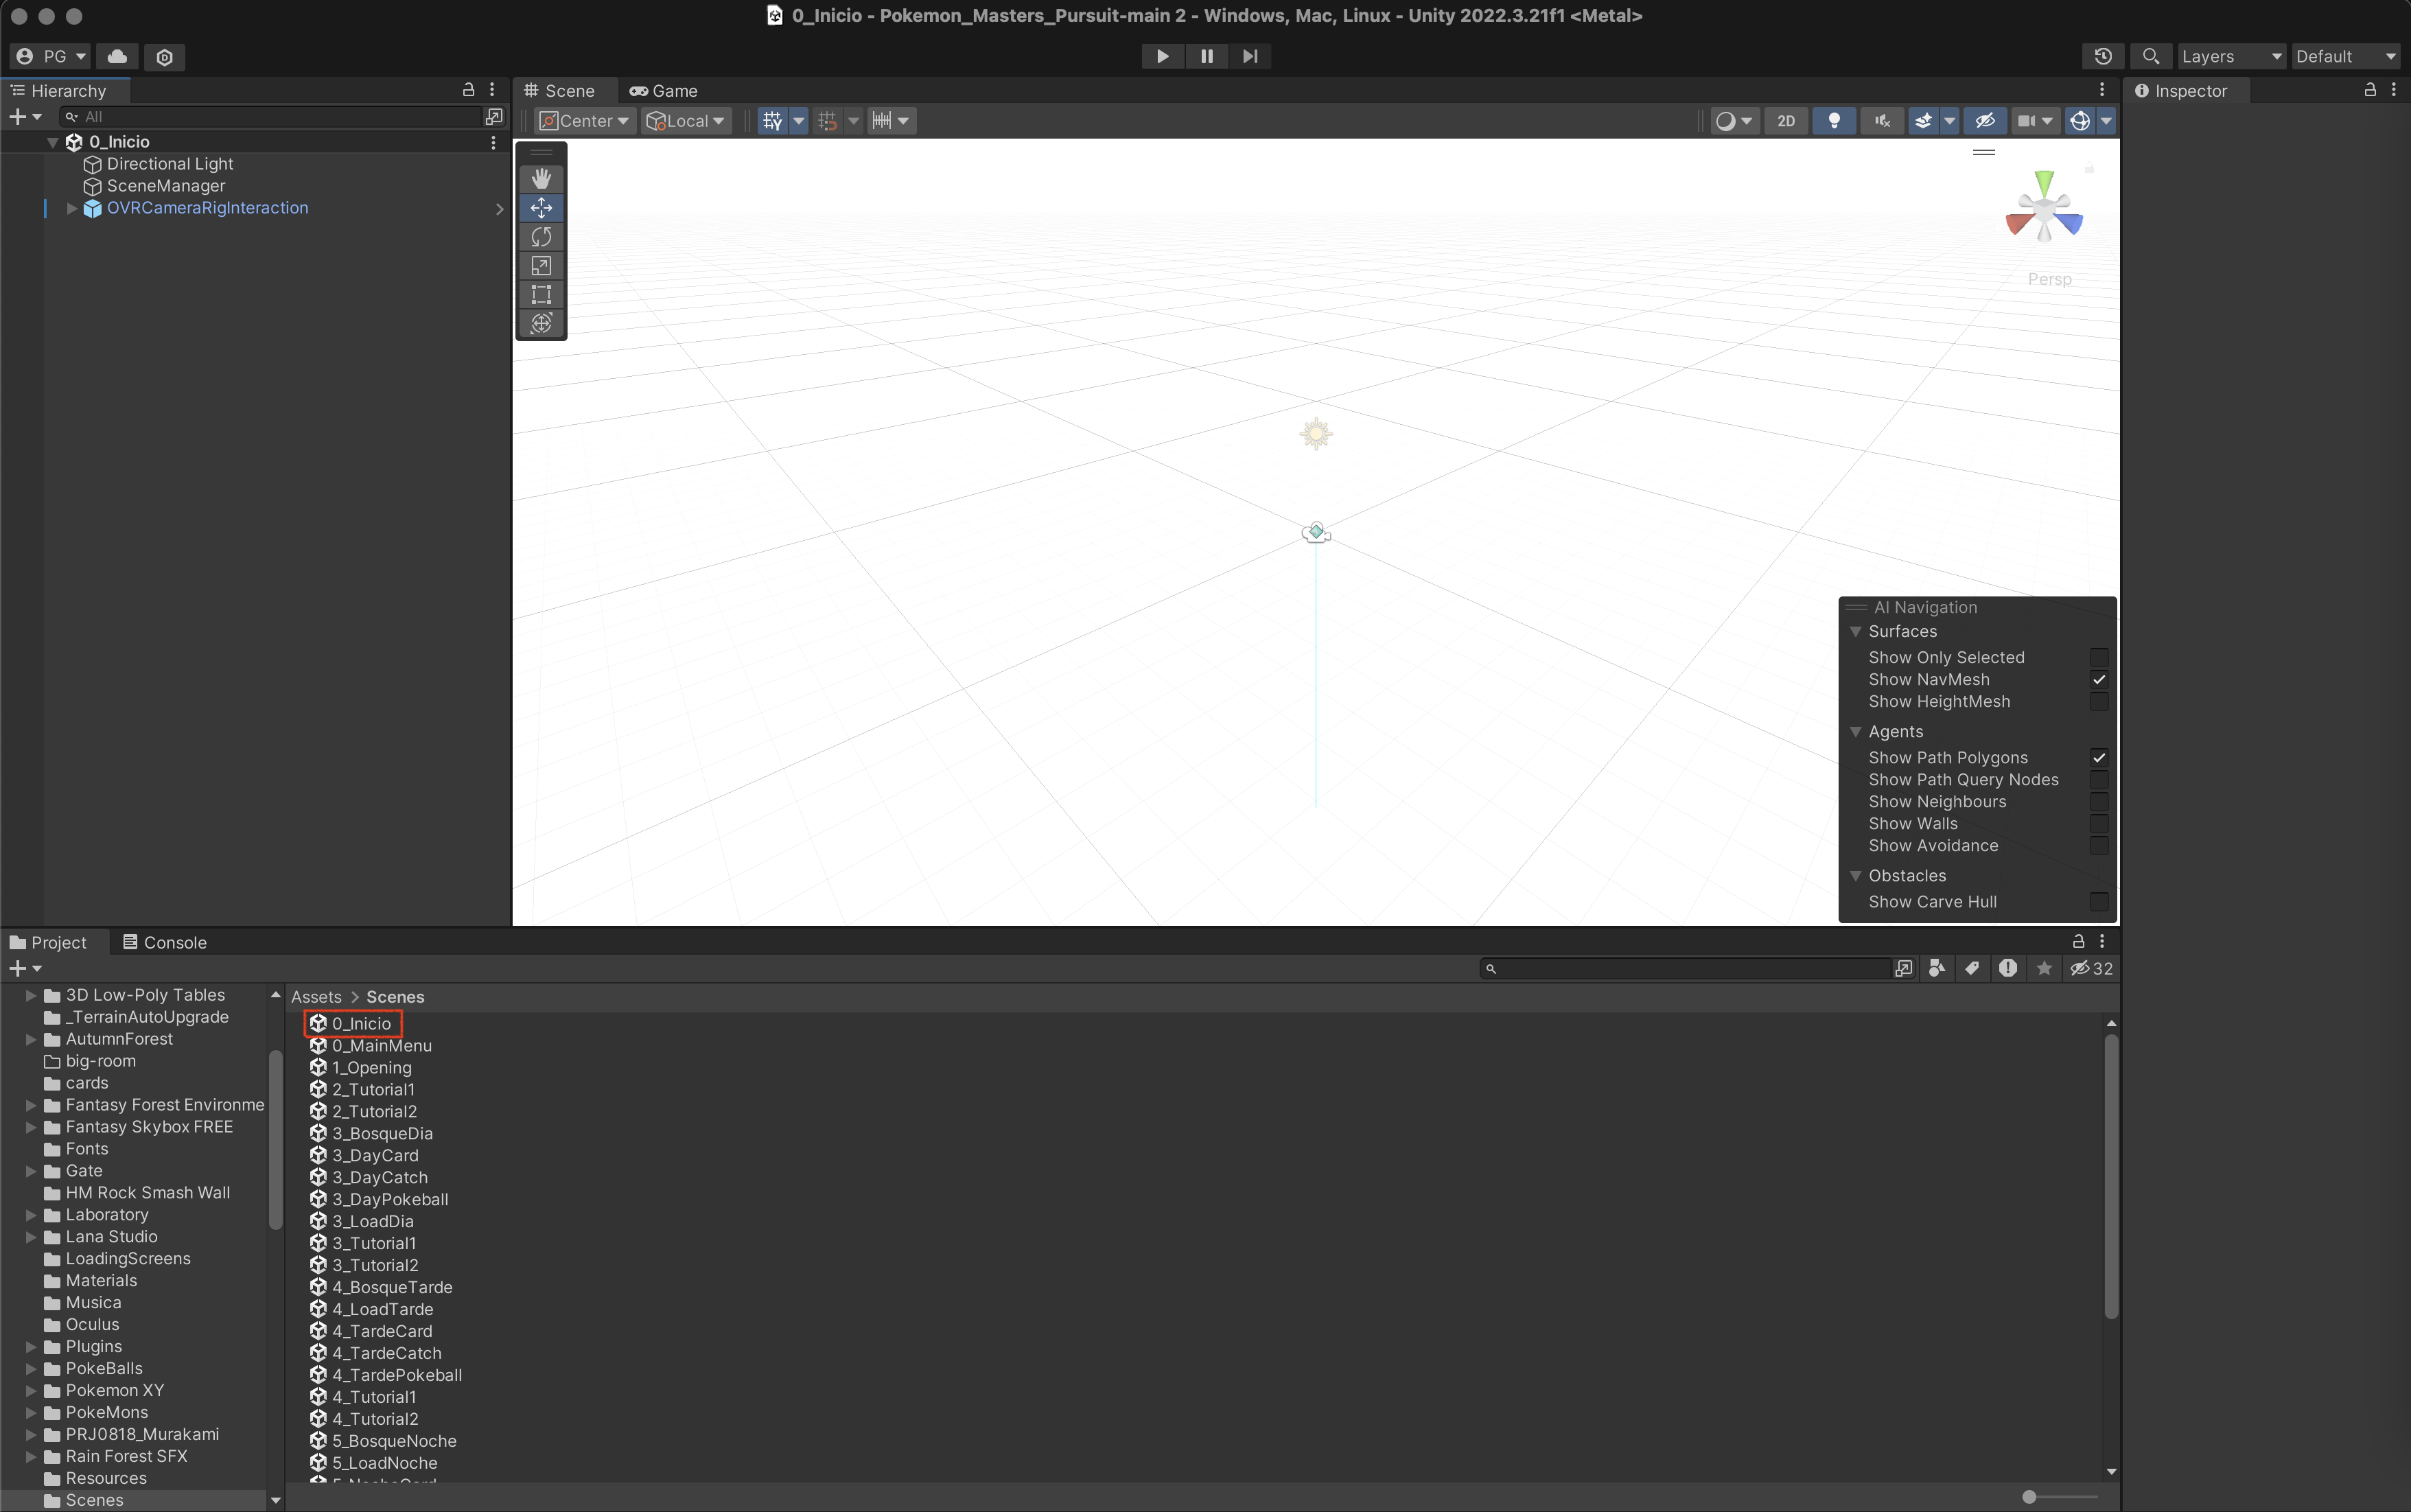 0_Inicio - Pokemon_Masters_Pursuit-main 2 - Windows, Mac, Linux - Unity 2022.3.21f1 <Metal>
PG
Layers
Default
Hierarchy
All
0_Inicio
Directional Light
SceneManager
OVRCameraRigInteraction
Scene
Game
Center
Local
2D
Persp
AI Navigation
Surfaces
Show Only Selected
Show NavMesh
Show HeightMesh
Agents
Show Path Polygons
Show Path Query Nodes
Show Neighbours
Show Walls
Show Avoidance
Obstacles
Show Carve Hull
Inspector
Project
Console
32
3D Low-Poly Tables
_TerrainAutoUpgrade
AutumnForest
big-room
cards
Fantasy Forest Environme
Fantasy Skybox FREE
Fonts
Gate
HM Rock Smash Wall
Laboratory
Lana Studio
LoadingScreens
Materials
Musica
Oculus
Plugins
PokeBalls
Pokemon XY
PokeMons
PRJ0818_Murakami
Rain Forest SFX
Resources
Scenes
Assets > Scenes
0_Inicio
0_MainMenu
1_Opening
2_Tutorial1
2_Tutorial2
3_BosqueDia
3_DayCard
3_DayCatch
3_DayPokeball
3_LoadDia
3_Tutorial1
3_Tutorial2
4_BosqueTarde
4_LoadTarde
4_TardeCard
4_TardeCatch
4_TardePokeball
4_Tutorial1
4_Tutorial2
5_BosqueNoche
5_LoadNoche